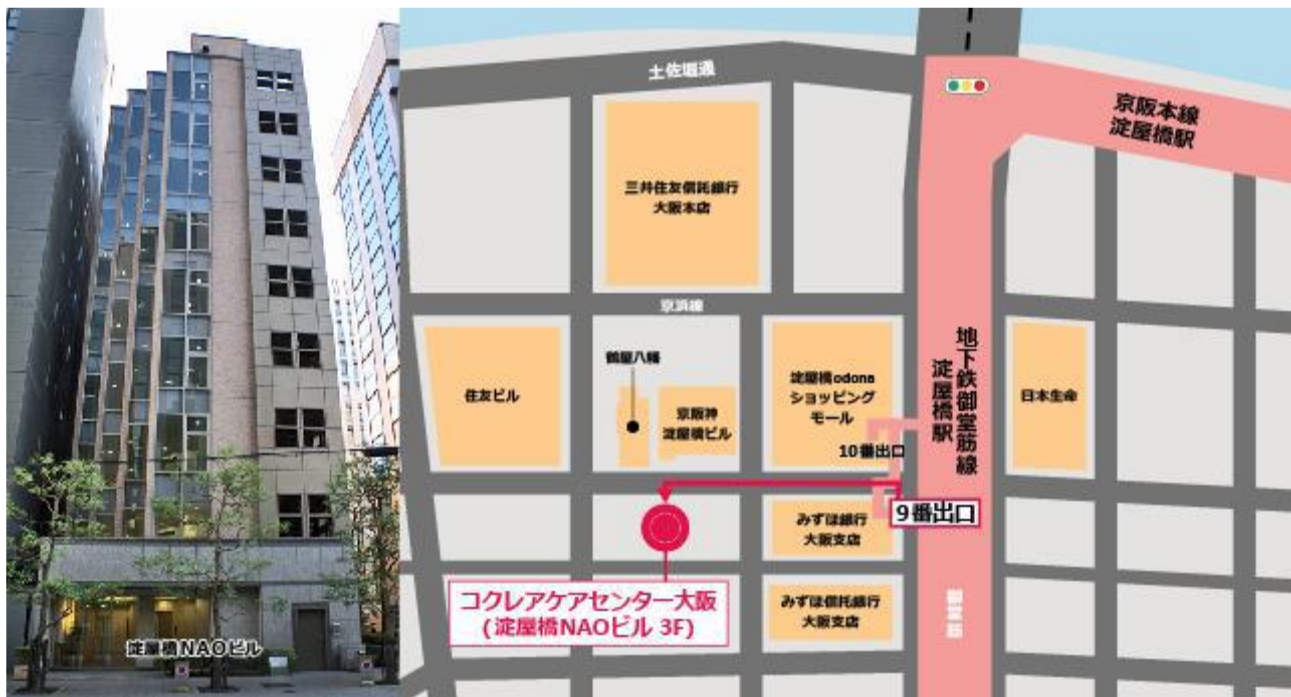 淀屋橋NAOビル
土佐堀通
京阪本線
淀屋橋駅
三井住友信託銀行
大阪本店
京浜線
鶴屋八幡
住友ビル
京阪神
淀屋橋ビル
淀屋橋odona
ショッピング
モール
地下鉄御堂筋線
淀屋橋駅
日本生命
10番出口
9番出口
みずほ銀行
大阪支店
コクレアケアセンター大阪
(淀屋橋NAOビル 3F)
みずほ信託銀行
大阪支店
御堂筋